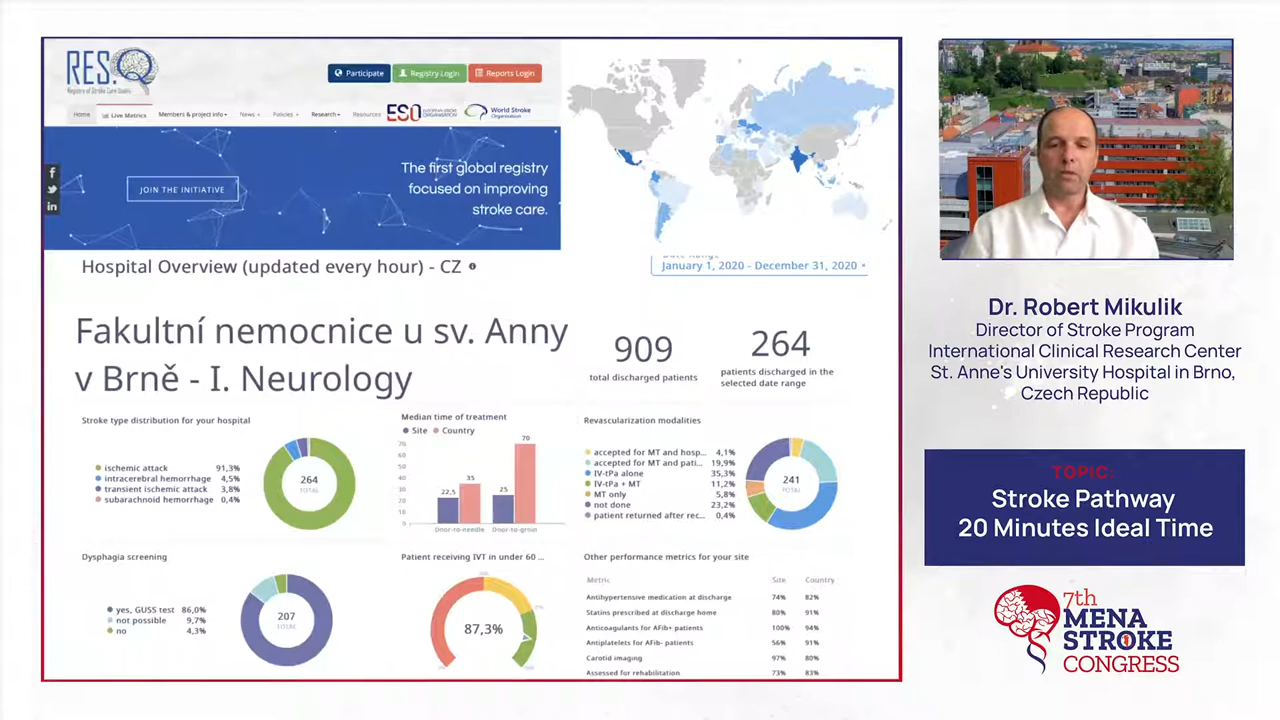 RES.Q
Registry of Stroke Care Quality
Participate
Registry Login
Reports Login
Home
Live Metrics
Members & project info
News
Policies
Research
Resources
ESO
EUROPEAN STROKE
ORGANISATION
World Stroke
Organization
JOIN THE INITIATIVE
The first global registry
focused on improving
stroke care.
Hospital Overview (updated every hour) - CZ
January 1, 2020 - December 31, 2020
Fakultní nemocnice u sv. Anny
v Brně - I. Neurology
909
total discharged patients
264
patients discharged in the
selected date range
Stroke type distribution for your hospital
ischemic attack 91,3%
intracerebral hemorrhage 4,5%
transient ischemic attack 3,8%
subarachnoid hemorrhage 0,4%
264
TOTAL
Median time of treatment
Site Country
70
60
50
40
30
20
10
0
22,5
35
25
70
Door-to-needle
Door-to-groin
Revascularization modalities
accepted for MT and hosp... 4,1%
accepted for MT and pati... 19,9%
IV-tPa alone 35,3%
IV-tPa + MT 11,2%
MT only 5,8%
not done 23,2%
patient returned after rec... 0,4%
241
TOTAL
Dysphagia screening
yes, GUSS test 86,0%
not possible 9,7%
no 4,3%
207
TOTAL
Patient receiving IVT in under 60 ...
87,3%
Other performance metrics for your site
Metric Site Country
Antihypertensive medication at discharge 74% 82%
Statins prescribed at discharge home 80% 91%
Anticoagulants for AFib+ patients 100% 94%
Antiplatelets for AFib- patients 56% 91%
Carotid imaging 97% 80%
Assessed for rehabilitation 73% 83%
Dr. Robert Mikulik
Director of Stroke Program
International Clinical Research Center
St. Anne's University Hospital in Brno,
Czech Republic
TOPIC:
Stroke Pathway
20 Minutes Ideal Time
7th
MENA
STROKE
CONGRESS